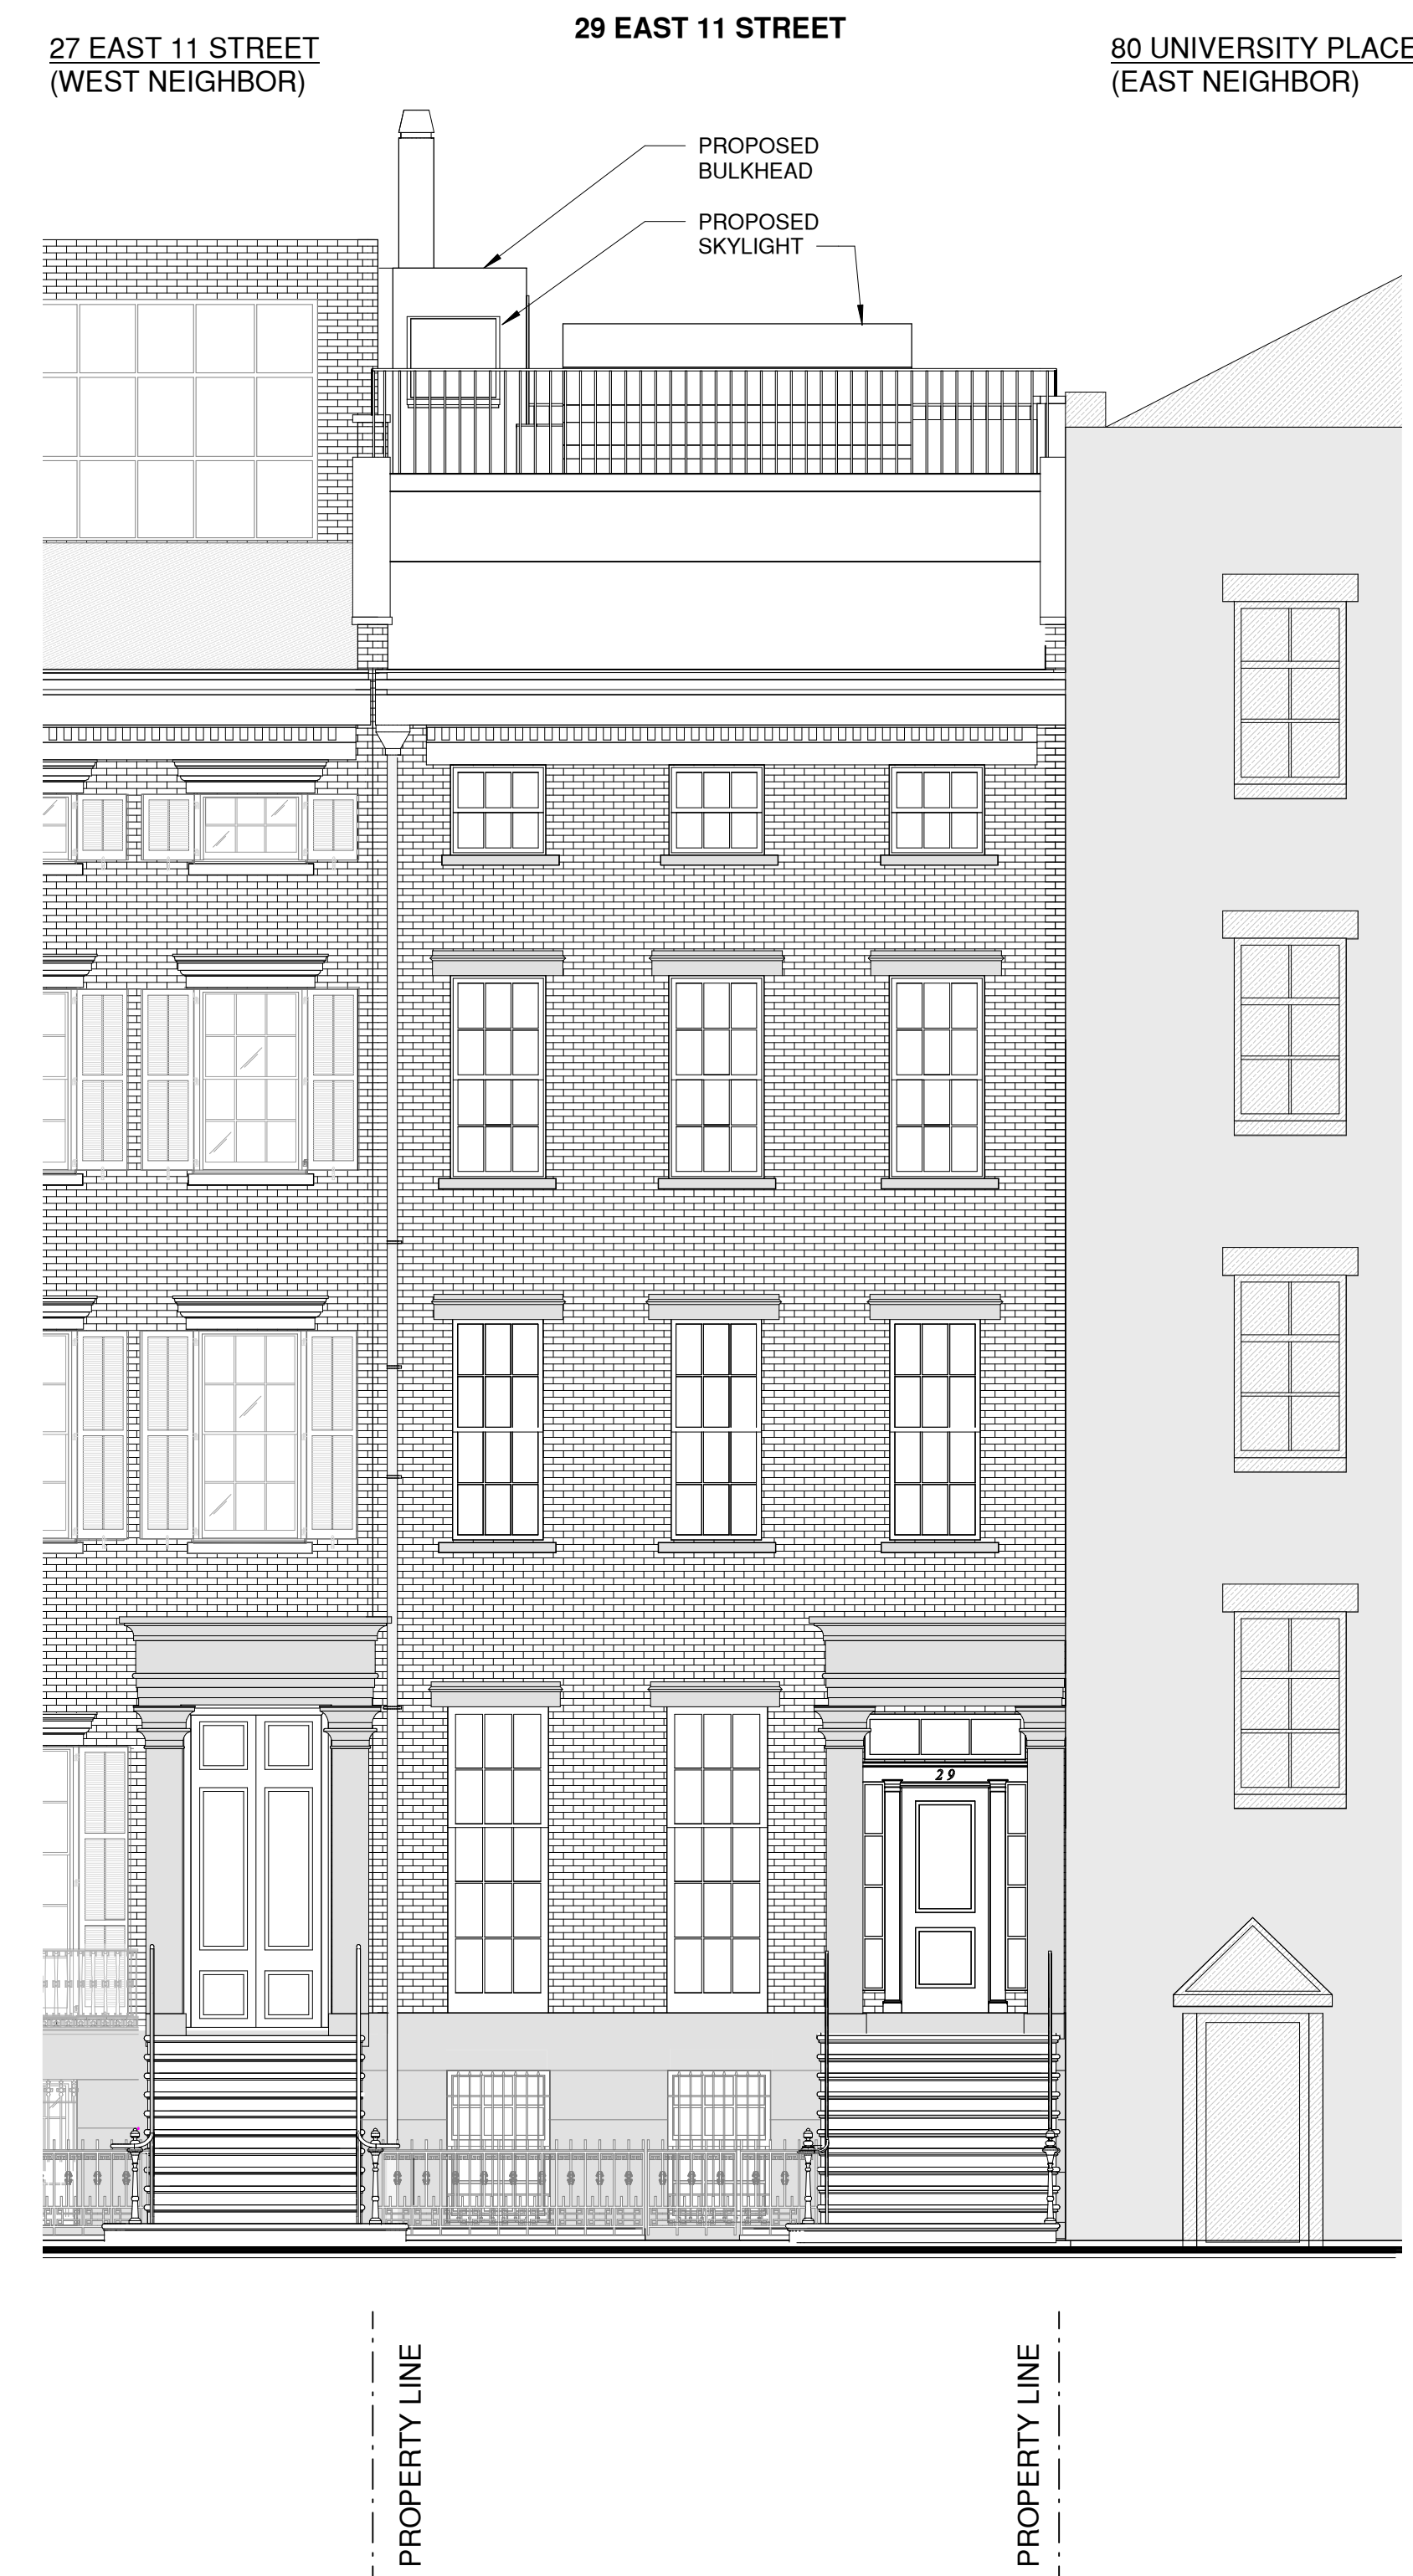 29 EAST 11 STREET
27 EAST 11 STREET
(WEST NEIGHBOR)
80 UNIVERSITY PLACE
(EAST NEIGHBOR)
PROPOSED
BULKHEAD
PROPOSED
SKYLIGHT
29
PROPERTY LINE
PROPERTY LINE